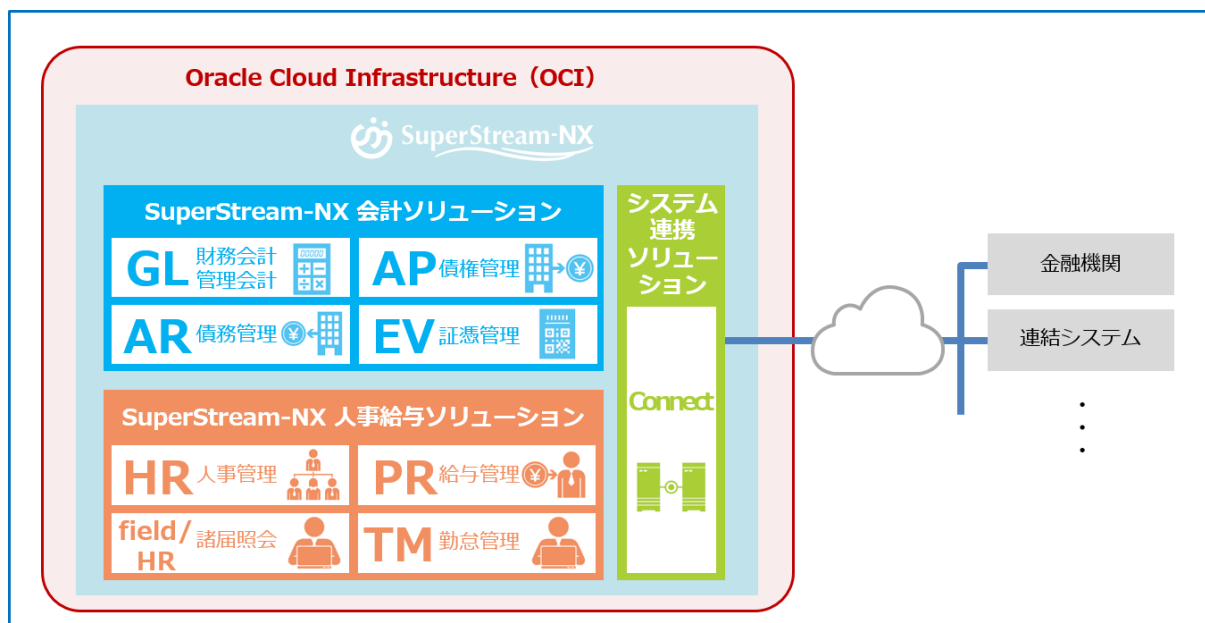 Oracle Cloud Infrastructure（OCI）
SuperStream-NX
SuperStream-NX 会計ソリューション
GL 財務会計
管理会計
AP 債権管理
AR 債務管理
EV 証憑管理
SuperStream-NX 人事給与ソリューション
HR 人事管理
PR 給与管理
field/
HR
諸届照会
TM 勤怠管理
システム
連携
ソリュー
ション
Connect
金融機関
連結システム
・
・
・